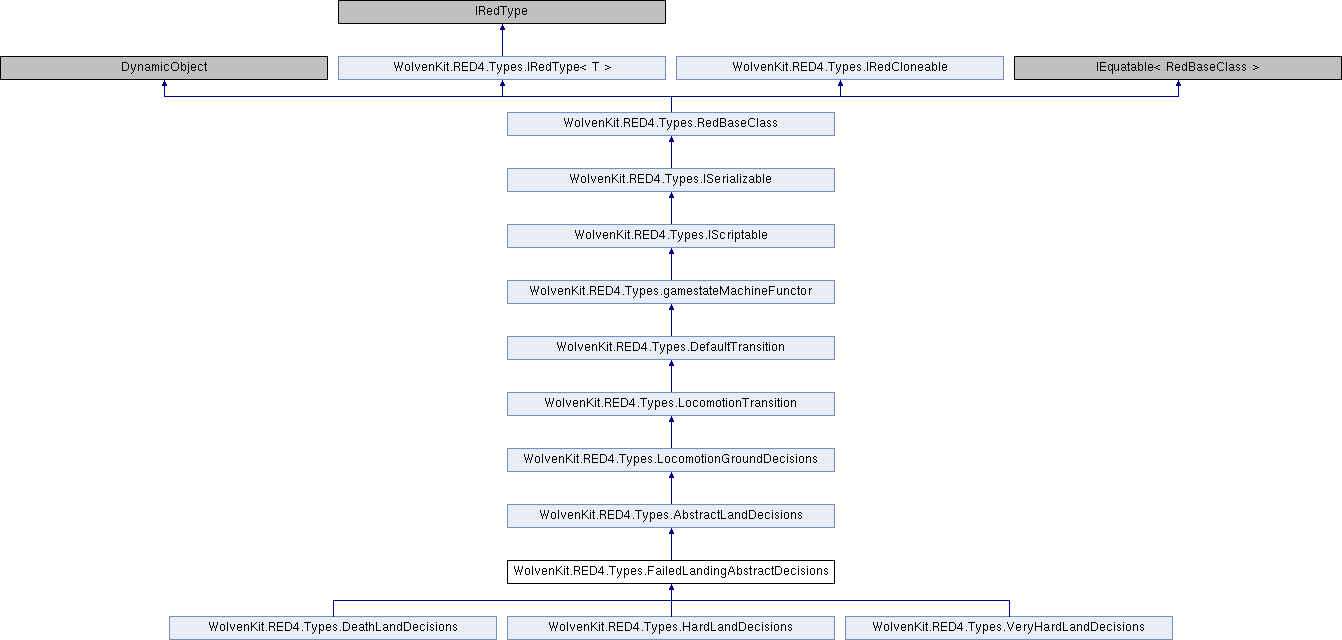 IRedType
DynamicObject
WolvenKit.RED4.Types.IRedType< T >
WolvenKit.RED4.Types.IRedCloneable
IEquatable< RedBaseClass >
WolvenKit.RED4.Types.RedBaseClass
WolvenKit.RED4.Types.ISerializable
WolvenKit.RED4.Types.IScriptable
WolvenKit.RED4.Types.gamestateMachineFunctor
WolvenKit.RED4.Types.DefaultTransition
WolvenKit.RED4.Types.LocomotionTransition
WolvenKit.RED4.Types.LocomotionGroundDecisions
WolvenKit.RED4.Types.AbstractLandDecisions
WolvenKit.RED4.Types.FailedLandingAbstractDecisions
WolvenKit.RED4.Types.DeathLandDecisions
WolvenKit.RED4.Types.HardLandDecisions
WolvenKit.RED4.Types.VeryHardLandDecisions